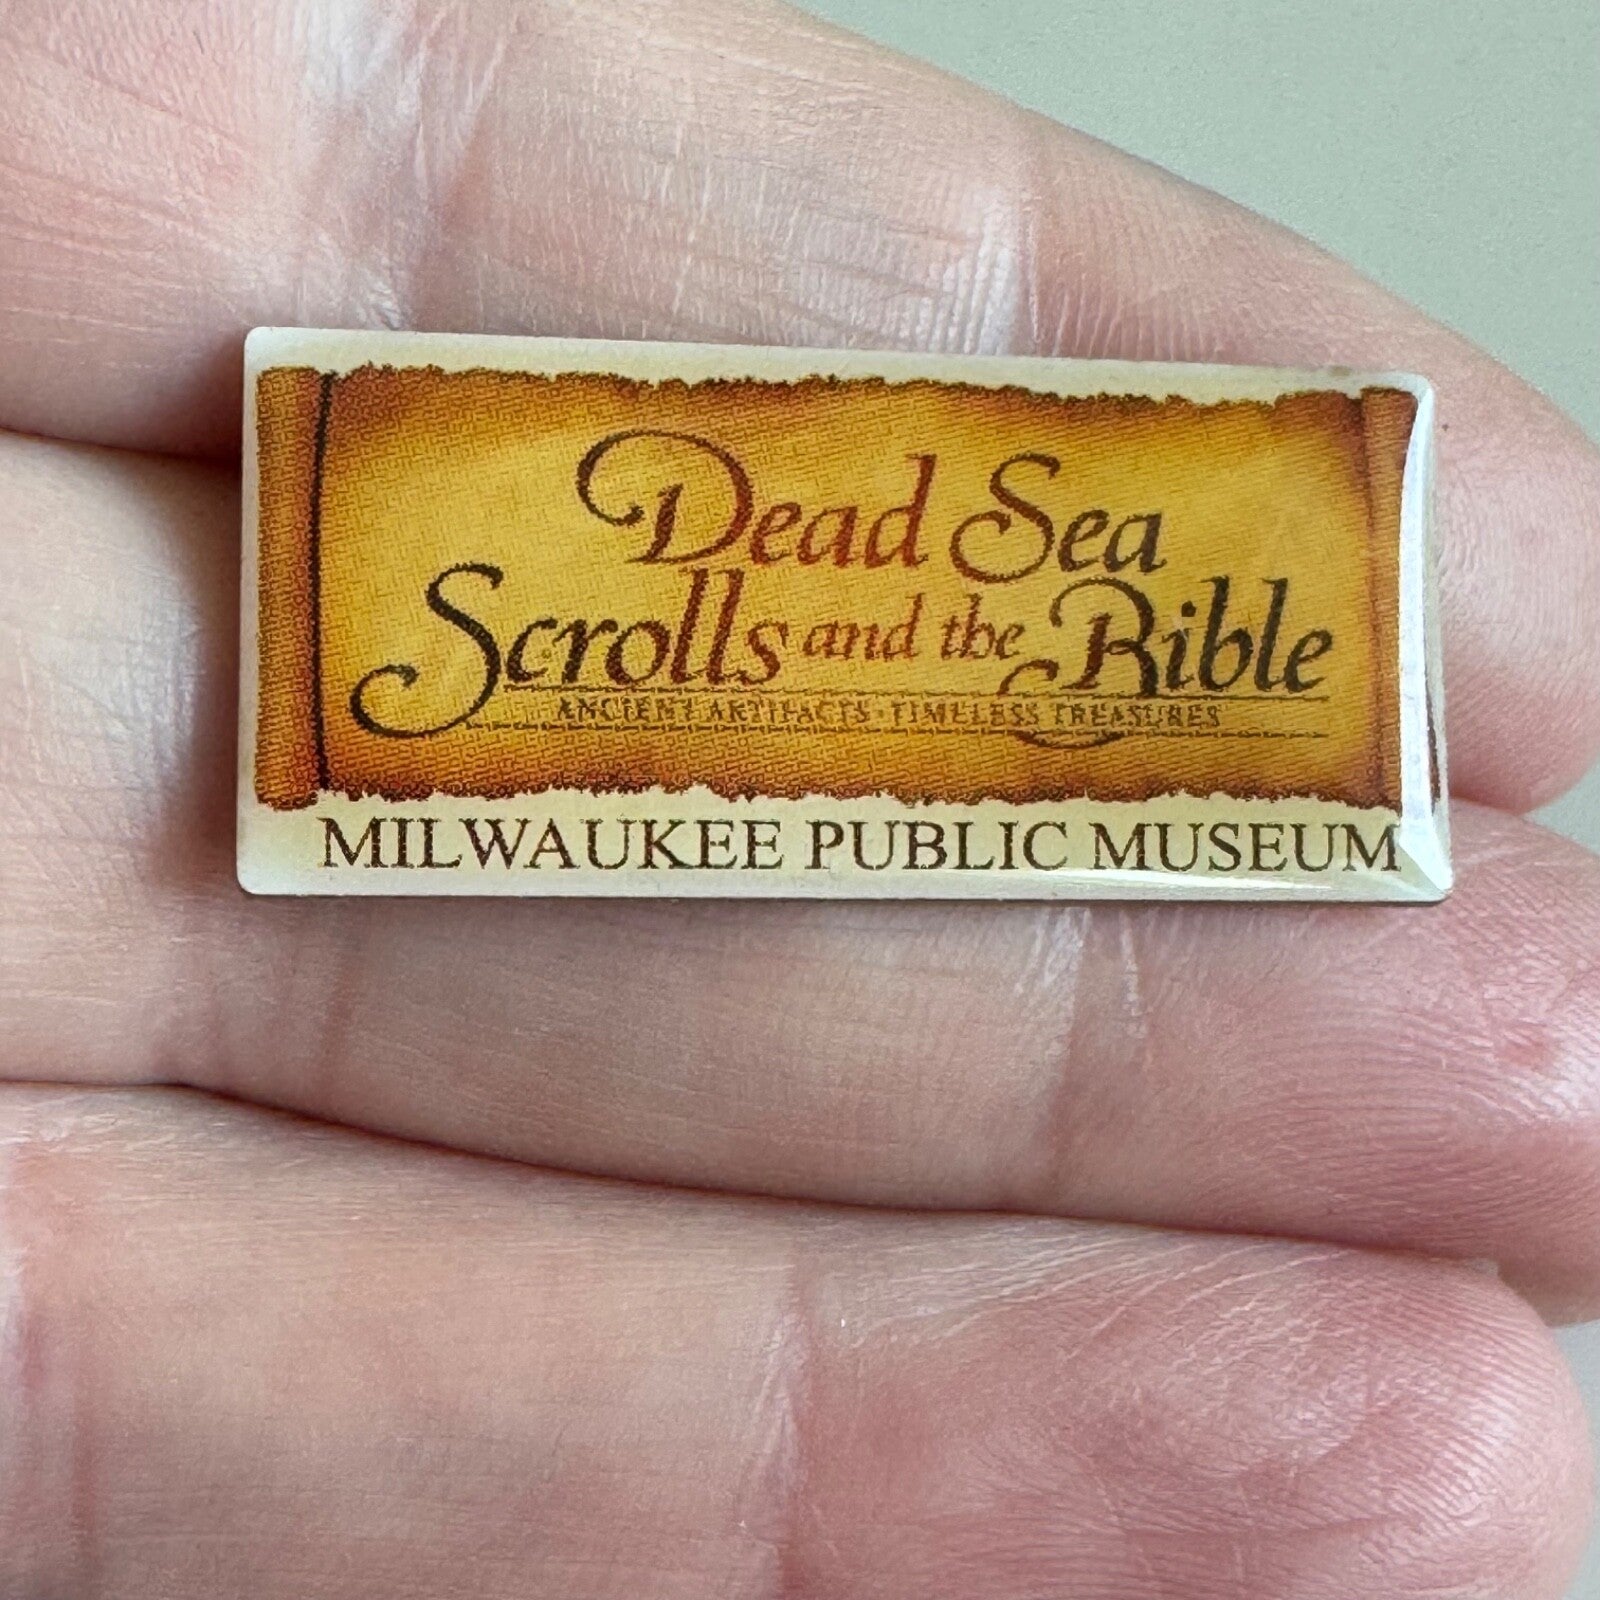 Dead Sea
Scrolls and the Bible
ANCIENT ARTIFACTS · TIMELESS TREASURES
MILWAUKEE PUBLIC MUSEUM